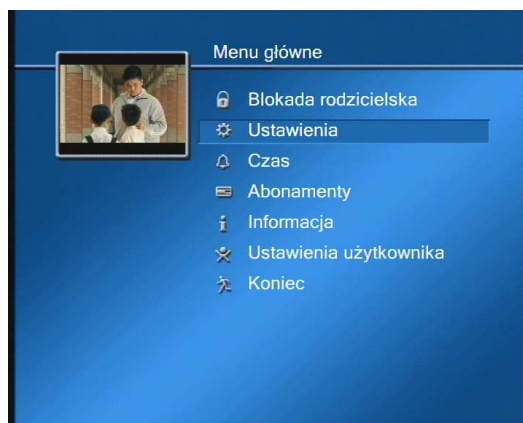 Menu główne
Blokada rodzicielska
Ustawienia
Czas
Abonamenty
Informacja
Ustawienia użytkownika
Koniec